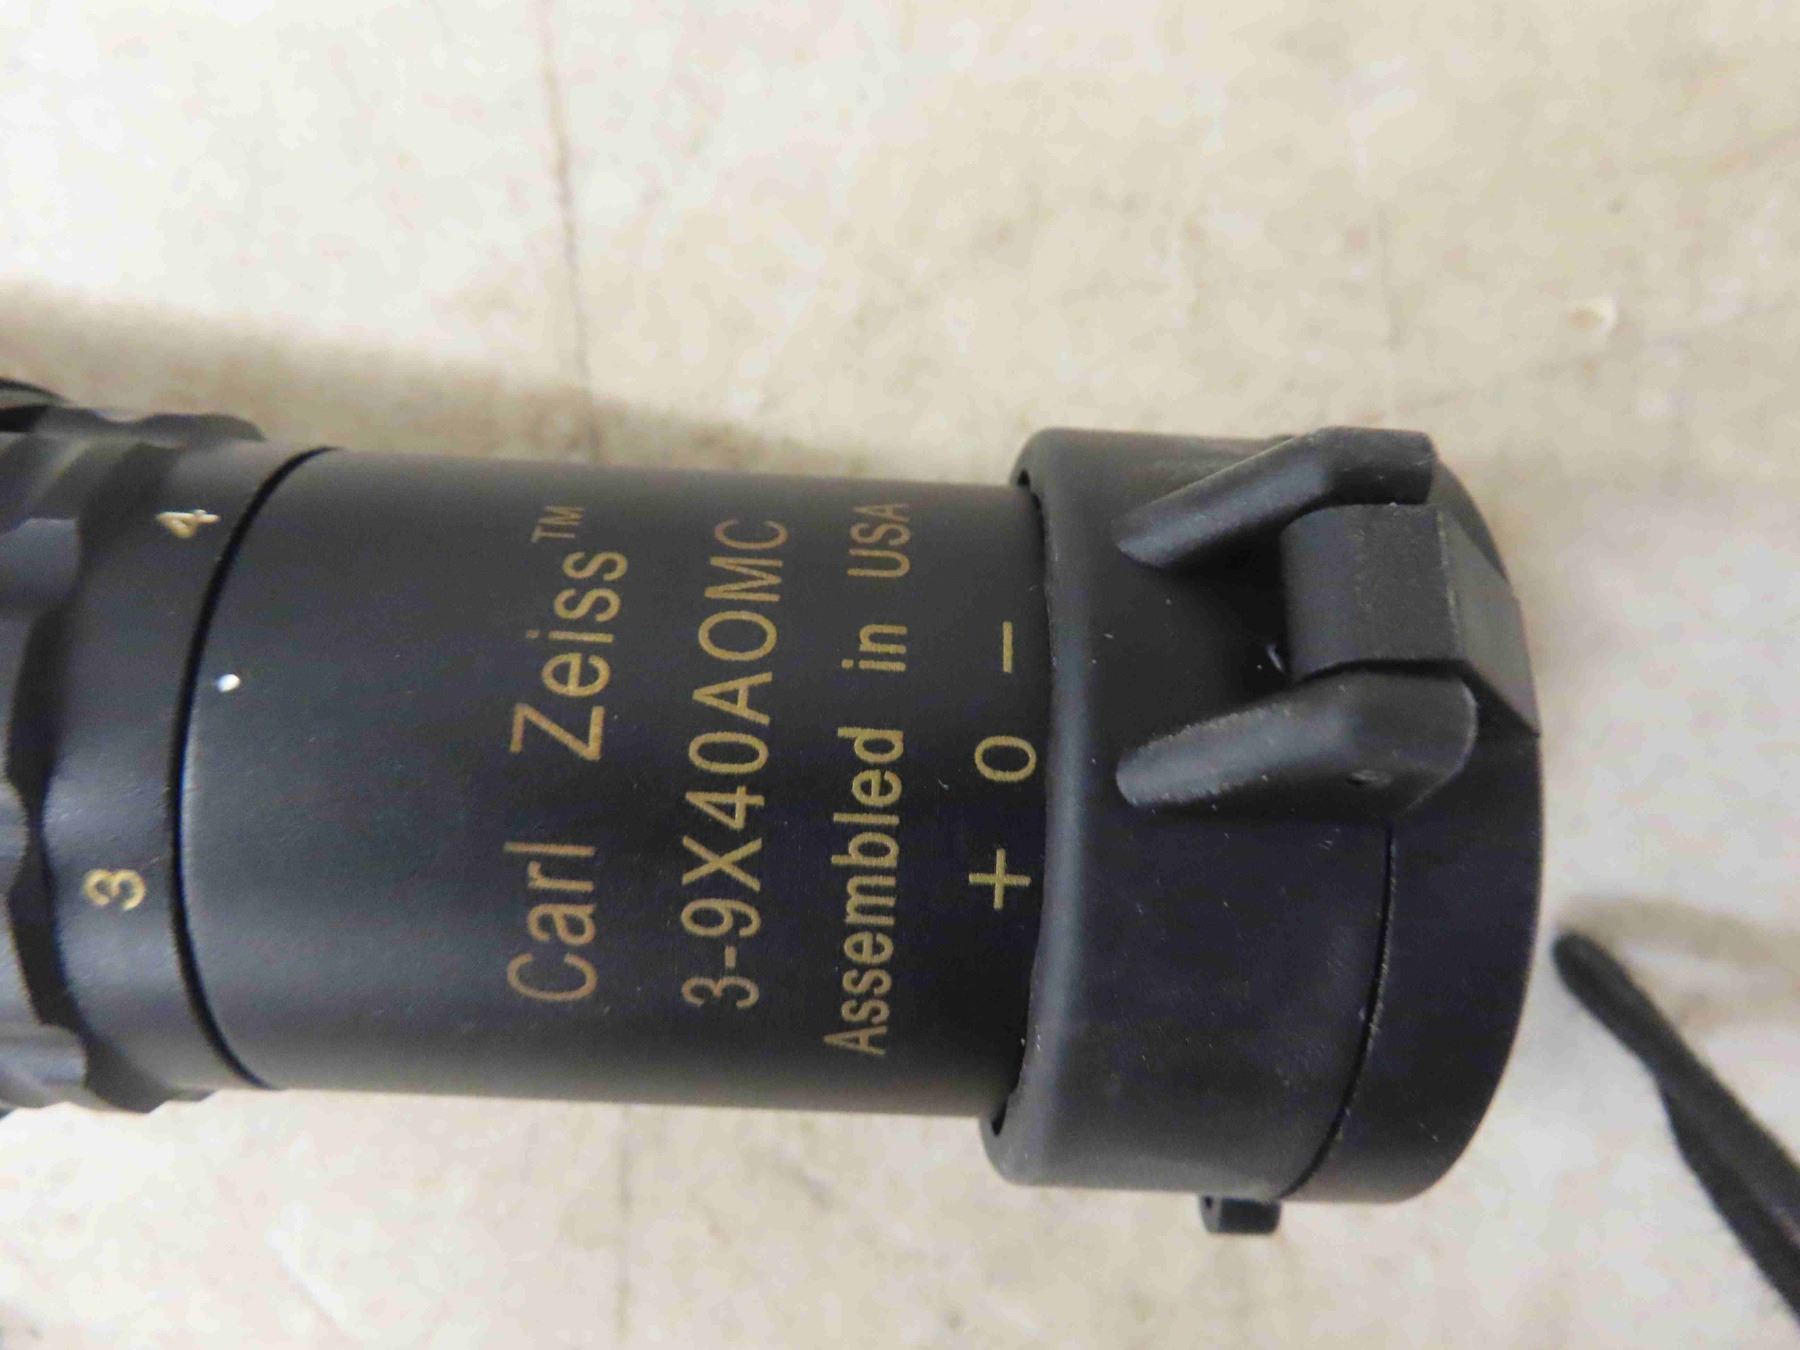 Carl Zeiss™
3-9X40AOMC
Assembled in USA
+ 0 -
3 4